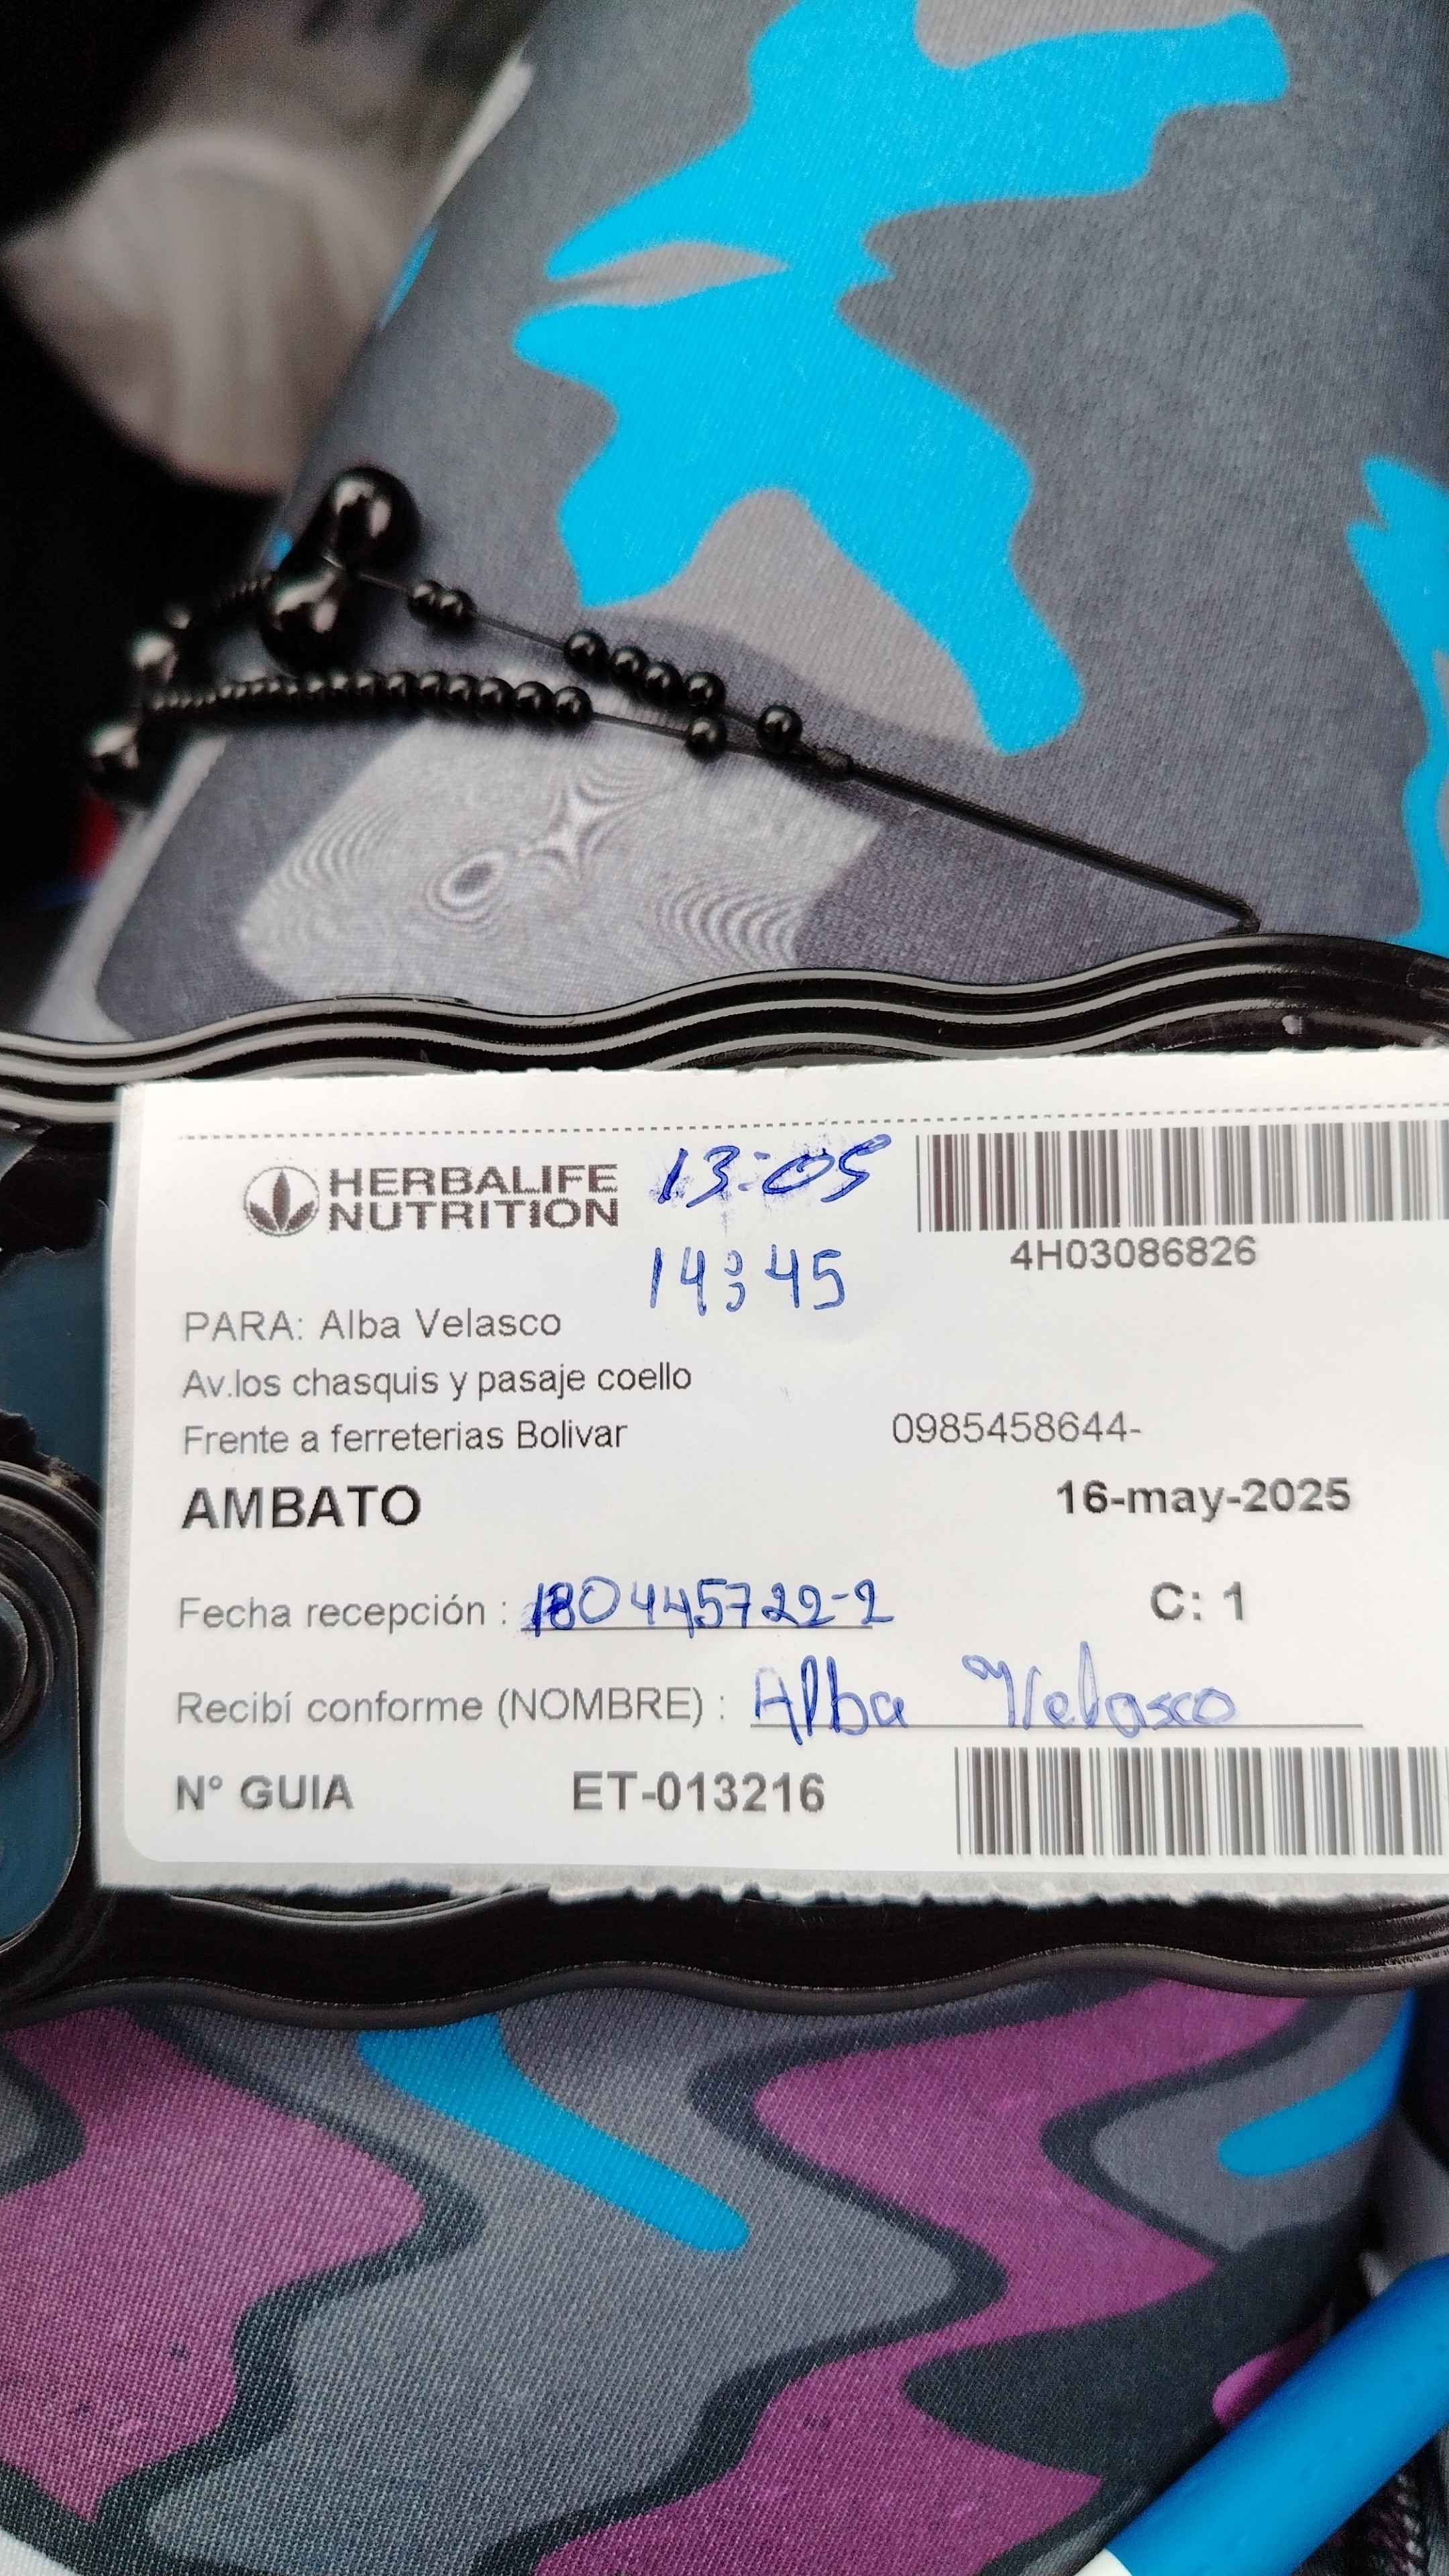 HERBALIFE
NUTRITION
13:05
14:45
4H03086826
PARA: Alba Velasco
Av.los chasquis y pasaje coello
Frente a ferreterias Bolivar
0985458644-
AMBATO
16-may-2025
Fecha recepción : 180445722-2
C: 1
Recibí conforme (NOMBRE) : Alba Velasco
N° GUIA ET-013216